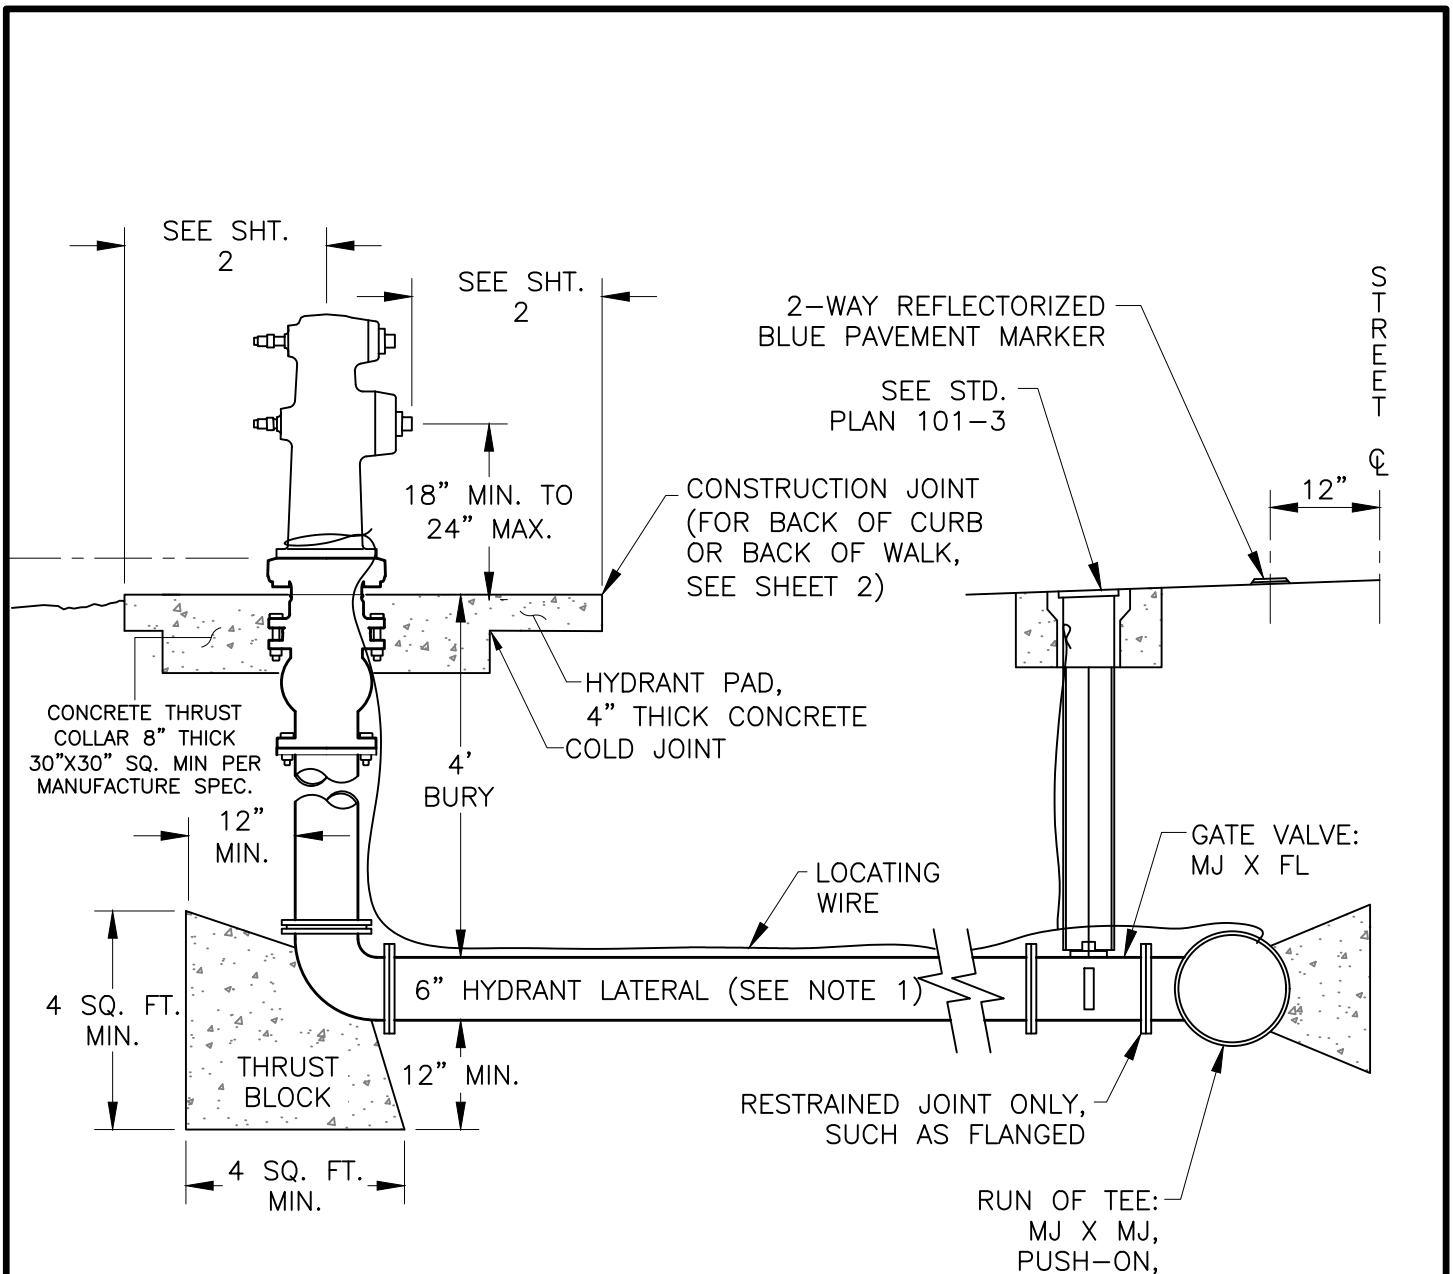 SEE SHT.
2
SEE SHT.
2
2-WAY REFLECTORIZED
BLUE PAVEMENT MARKER
STREET ℄
SEE STD.
PLAN 101-3
12"
18" MIN. TO
24" MAX.
CONSTRUCTION JOINT
(FOR BACK OF CURB
OR BACK OF WALK,
SEE SHEET 2)
HYDRANT PAD,
4" THICK CONCRETE
COLD JOINT
CONCRETE THRUST
COLLAR 8" THICK
30"X30" SQ. MIN PER
MANUFACTURE SPEC.
4'
BURY
12"
MIN.
GATE VALVE:
MJ X FL
LOCATING
WIRE
6" HYDRANT LATERAL (SEE NOTE 1)
4 SQ. FT.
MIN.
THRUST
BLOCK
12" MIN.
RESTRAINED JOINT ONLY,
SUCH AS FLANGED
4 SQ. FT.
MIN.
RUN OF TEE:
MJ X MJ,
PUSH-ON,